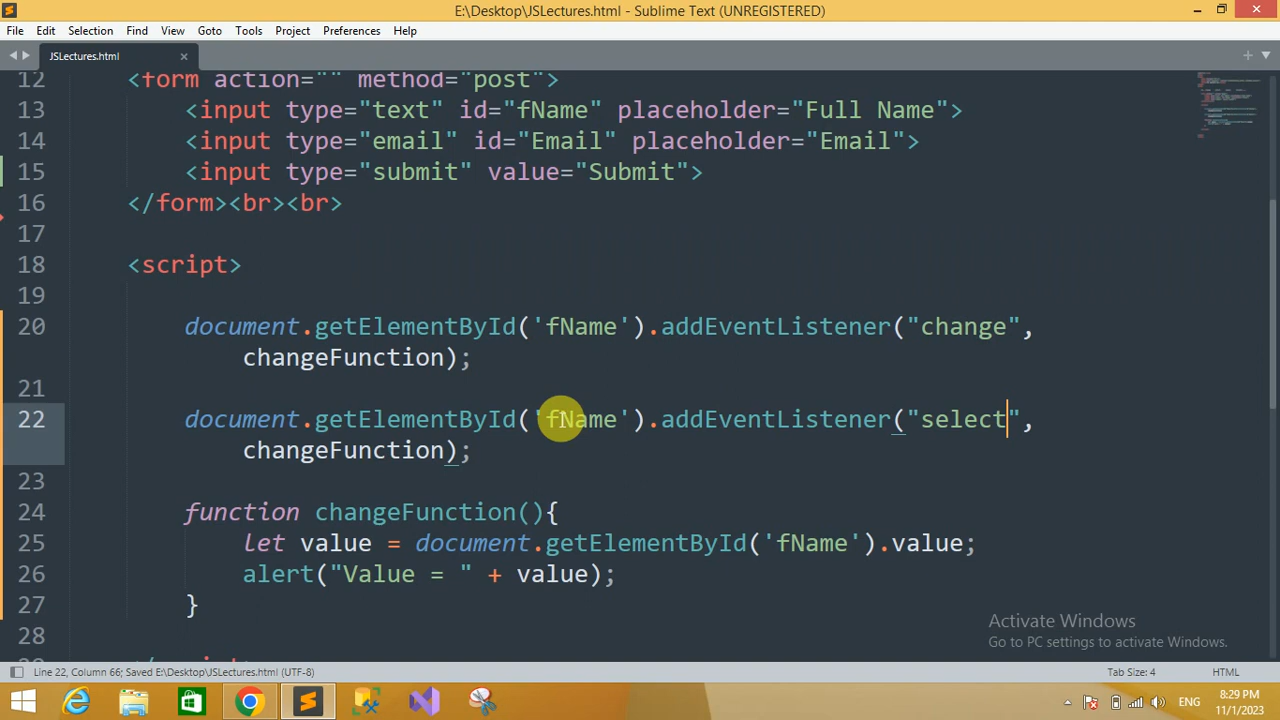 E:\Desktop\JSLectures.html - Sublime Text (UNREGISTERED)
File Edit Selection Find View Goto Tools Project Preferences Help
JSLectures.html
12 <form action="" method="post">
13 <input type="text" id="fName" placeholder="Full Name">
14 <input type="email" id="Email" placeholder="Email">
15 <input type="submit" value="Submit">
16 </form><br><br>
17
18 <script>
19
20 document.getElementById('fName').addEventListener("change",
changeFunction);
21
22 document.getElementById('fName').addEventListener("select",
changeFunction);
23
24 function changeFunction(){
25 let value = document.getElementById('fName').value;
26 alert("Value = " + value);
27 }
28
Activate Windows
Go to PC settings to activate Windows.
Line 22, Column 66; Saved E:\Desktop\JSLectures.html (UTF-8)
Tab Size: 4
HTML
ENG
8:29 PM
11/1/2023